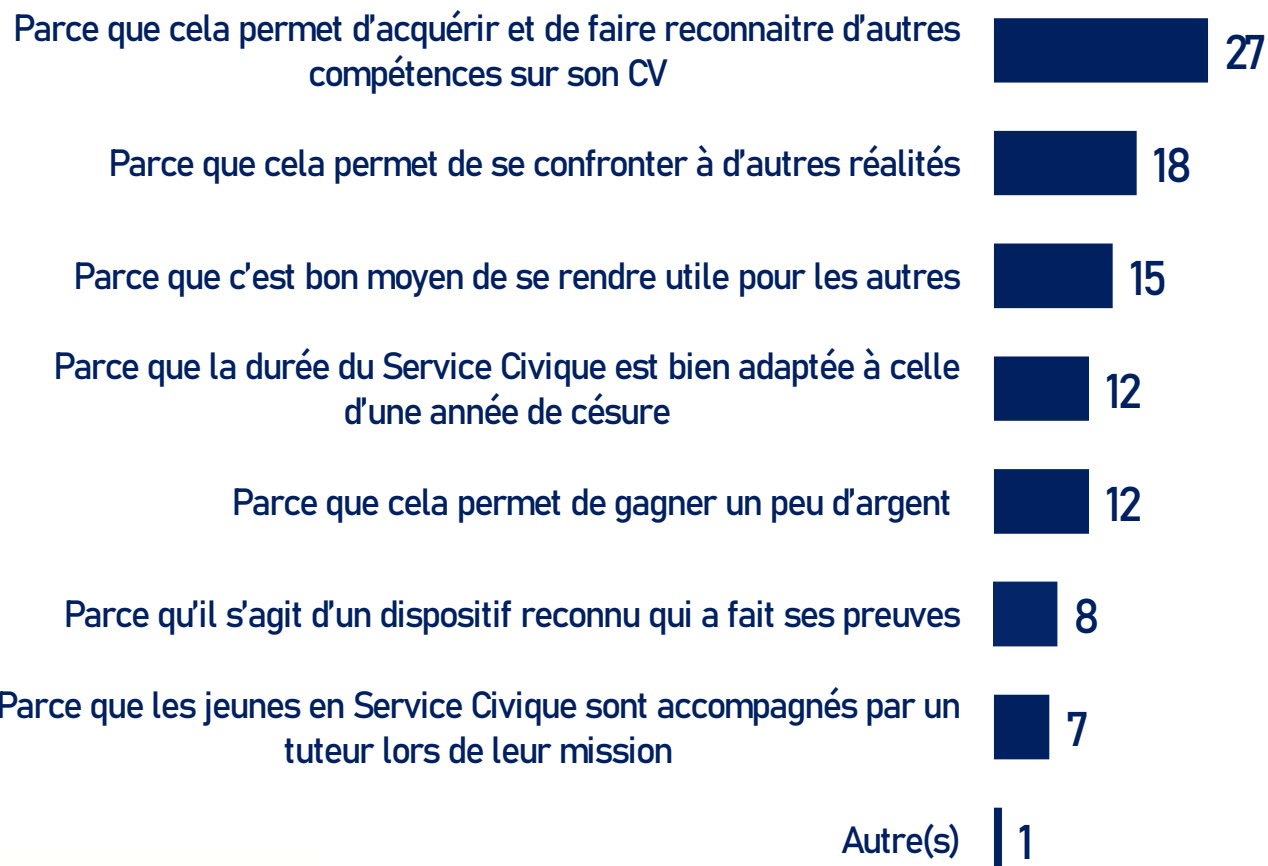 Parce que cela permet d'acquérir et de faire reconnaitre d'autres
compétences sur son CV
27
Parce que cela permet de se confronter à d'autres réalités
18
Parce que c'est bon moyen de se rendre utile pour les autres
15
Parce que la durée du Service Civique est bien adaptée à celle
d'une année de césure
12
Parce que cela permet de gagner un peu d'argent
12
Parce qu'il s'agit d'un dispositif reconnu qui a fait ses preuves
8
Parce que les jeunes en Service Civique sont accompagnés par un
tuteur lors de leur mission
7
Autre(s)
1